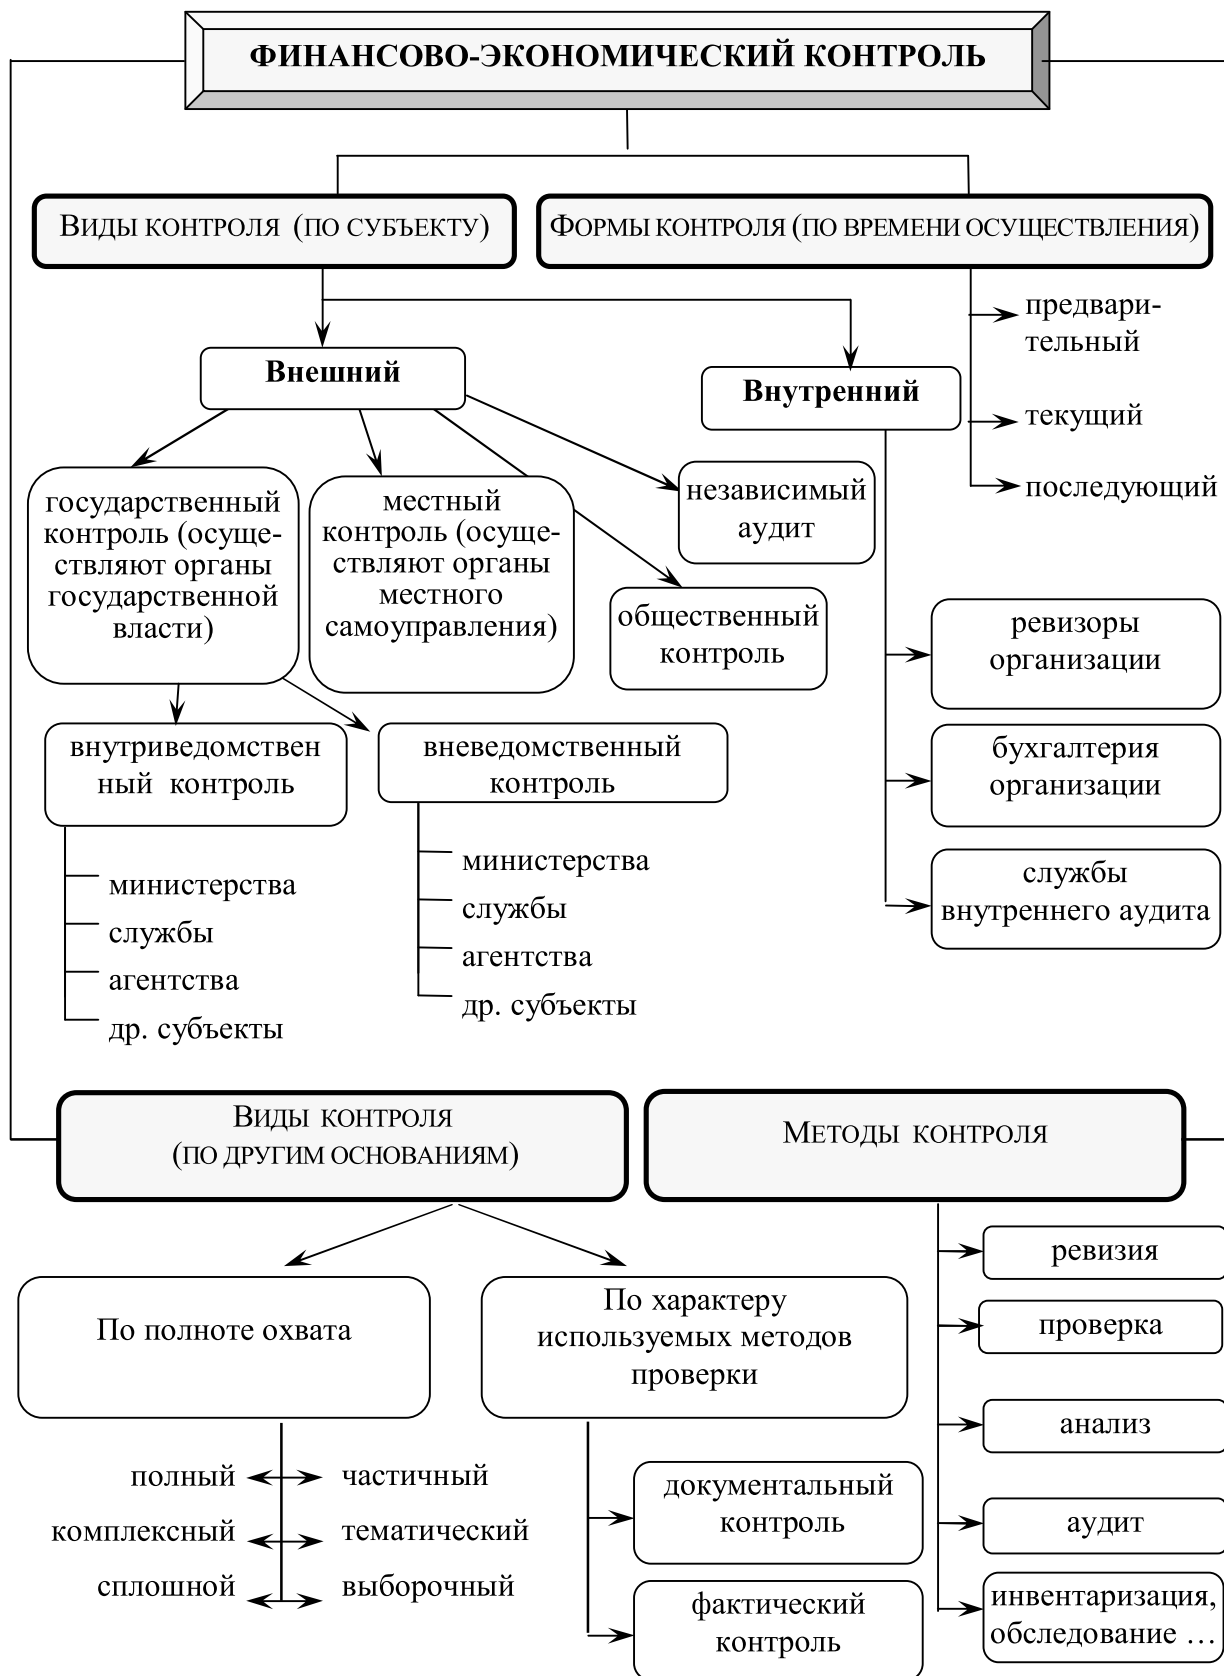 ФИНАНСОВО-ЭКОНОМИЧЕСКИЙ КОНТРОЛЬ
ВИДЫ КОНТРОЛЯ (ПО СУБЪЕКТУ)
ФОРМЫ КОНТРОЛЯ (ПО ВРЕМЕНИ ОСУЩЕСТВЛЕНИЯ)
предвари-
тельный
текущий
последующий
Внешний
Внутренний
государственный
контроль (осуще-
ствляют органы
государственной
власти)
местный
контроль (осуще-
ствляют органы
местного
самоуправления)
независимый
аудит
общественный
контроль
ревизоры
организации
бухгалтерия
организации
службы
внутреннего аудита
внутриведомствен
ный контроль
министерства
службы
агентства
др. субъекты
вневедомственный
контроль
министерства
службы
агентства
др. субъекты
ВИДЫ КОНТРОЛЯ
(ПО ДРУГИМ ОСНОВАНИЯМ)
МЕТОДЫ КОНТРОЛЯ
По полноте охвата
полный
частичный
комплексный
тематический
сплошной
выборочный
По характеру
используемых методов
проверки
документальный
контроль
фактический
контроль
ревизия
проверка
анализ
аудит
инвентаризация,
обследование …